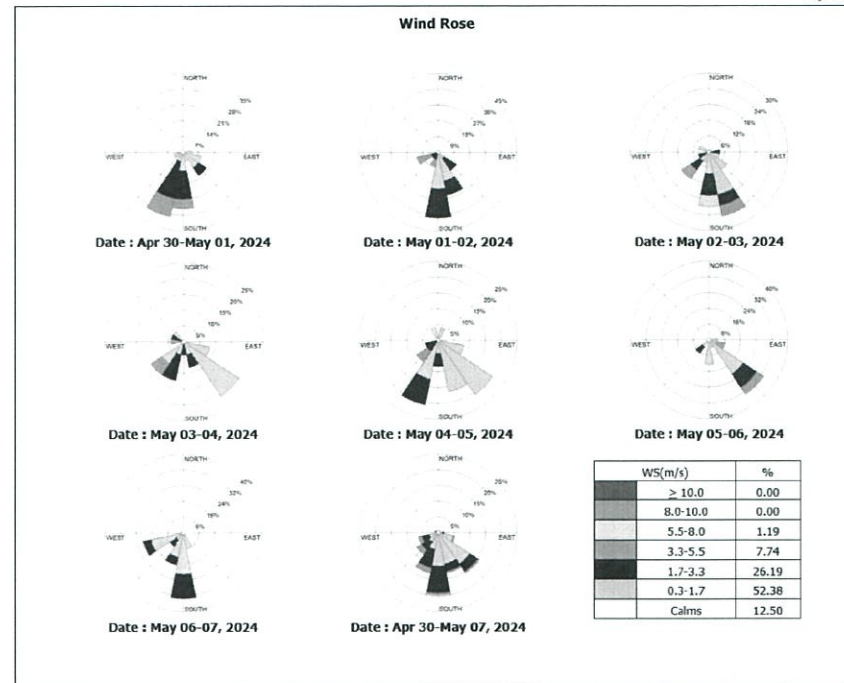 Wind Rose
NORTH
35%
28%
21%
14%
7%
WEST
EAST
SOUTH
Date : Apr 30-May 01, 2024
NORTH
45%
36%
27%
18%
9%
WEST
EAST
SOUTH
Date : May 01-02, 2024
NORTH
30%
24%
18%
12%
6%
WEST
EAST
SOUTH
Date : May 02-03, 2024
NORTH
25%
20%
15%
10%
5%
WEST
EAST
SOUTH
Date : May 03-04, 2024
NORTH
25%
20%
15%
10%
5%
WEST
EAST
SOUTH
Date : May 04-05, 2024
NORTH
40%
32%
24%
16%
8%
WEST
EAST
SOUTH
Date : May 05-06, 2024
NORTH
40%
32%
24%
16%
8%
WEST
EAST
SOUTH
Date : May 06-07, 2024
NORTH
25%
20%
15%
10%
5%
WEST
EAST
SOUTH
Date : Apr 30-May 07, 2024
WS(m/s) %
≥ 10.0 0.00
8.0-10.0 0.00
5.5-8.0 1.19
3.3-5.5 7.74
1.7-3.3 26.19
0.3-1.7 52.38
Calms 12.50